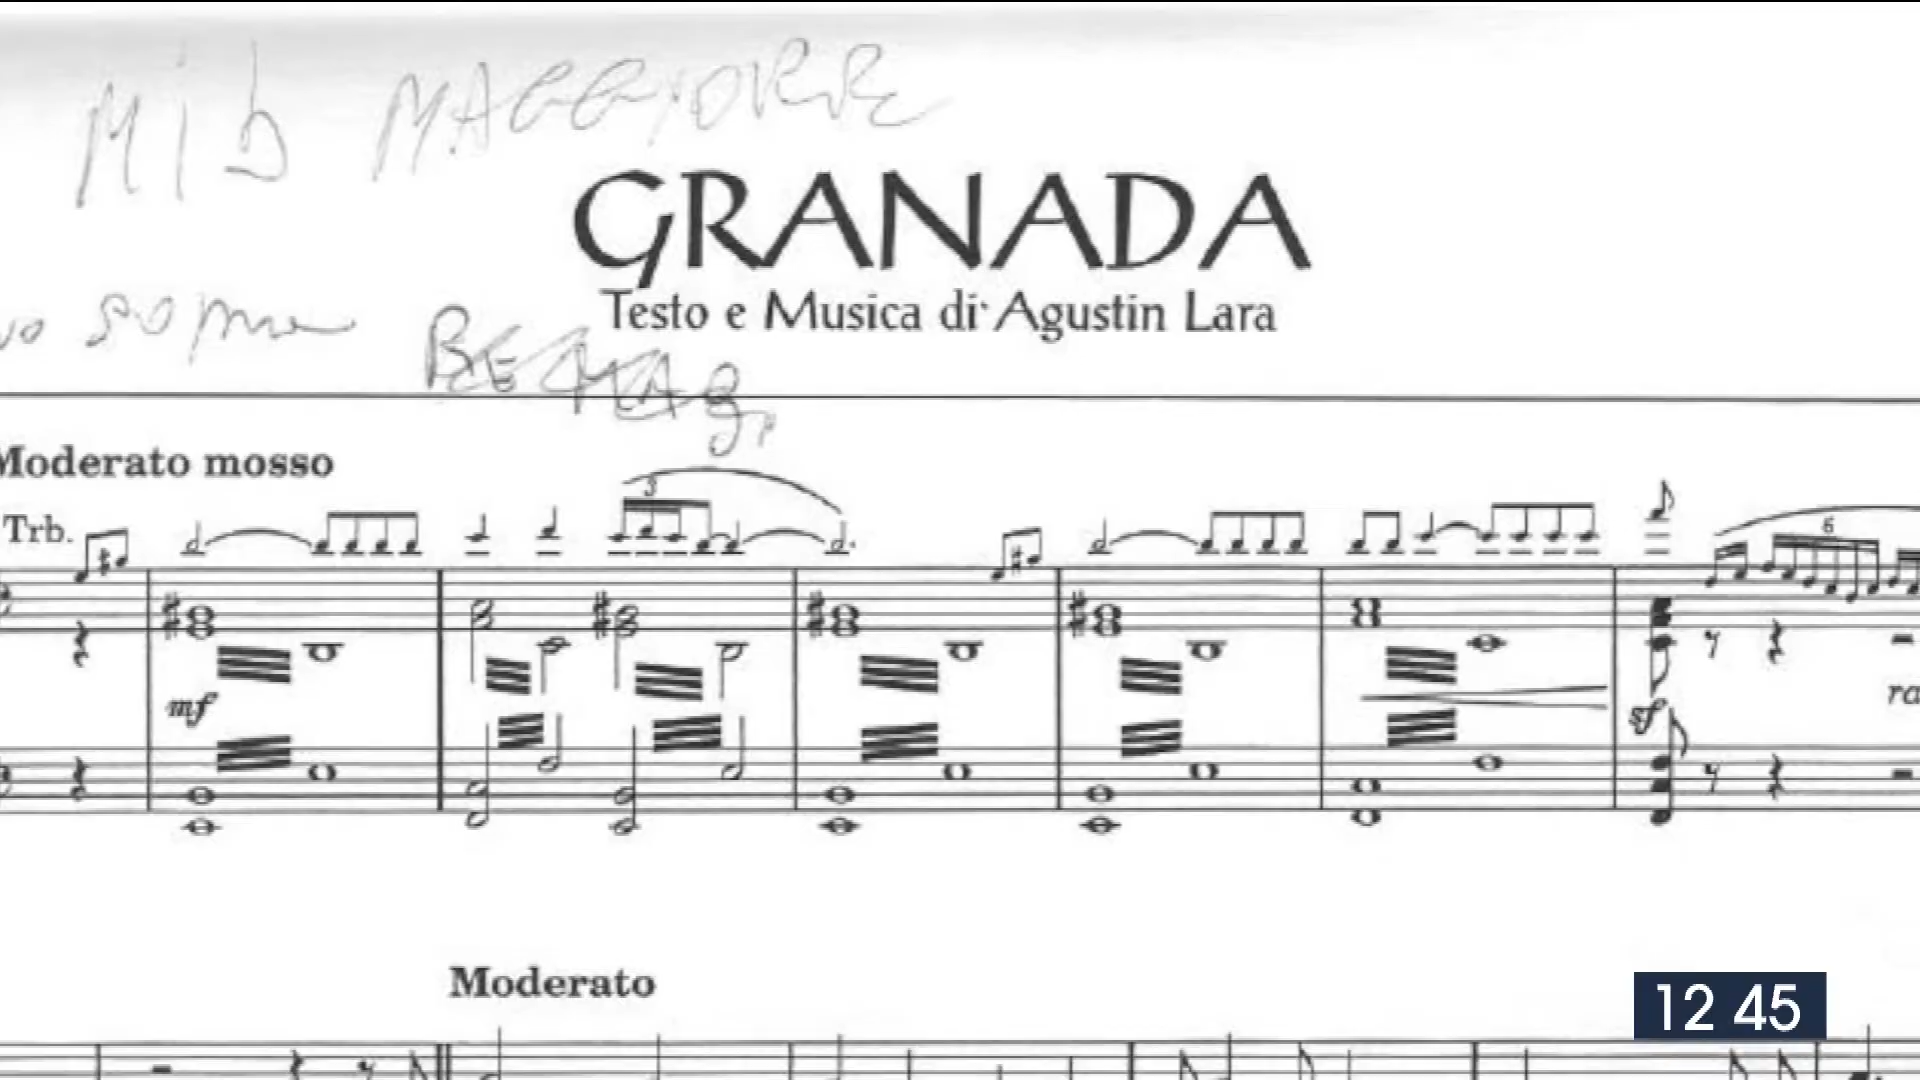 Mib MAGGIORE
GRANADA
Testo e Musica di Agustin Lara
Moderato mosso
Trb.
3
6
mf
sf
Moderato
12 45